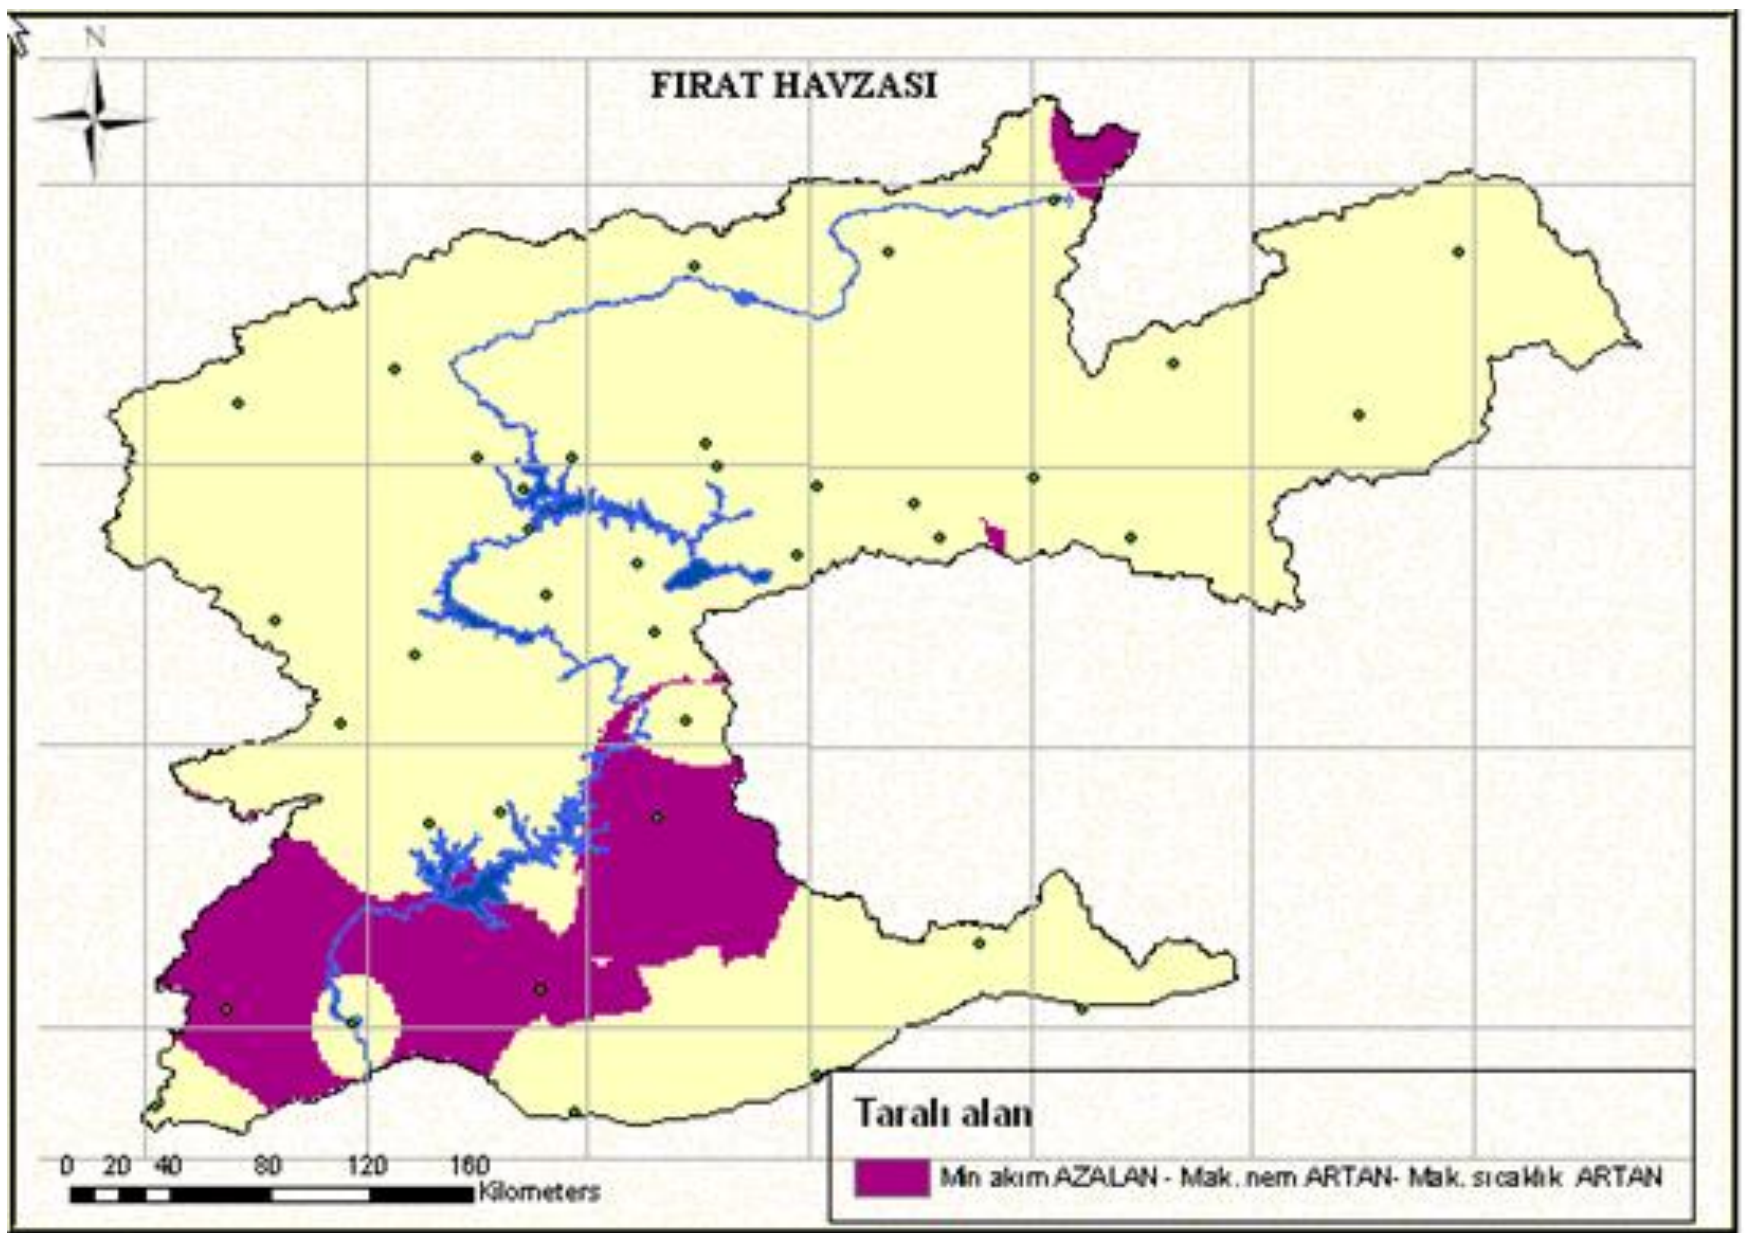 N
FIRAT HAVZASI
Taralı alan
Min akım AZALAN - Mak. nem ARTAN- Mak. sıcaklık ARTAN
0 20 40 80 120 160
Kilometers